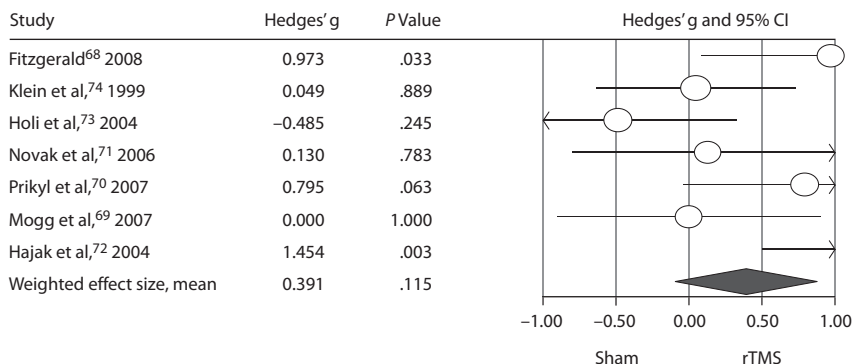 Study Hedges' g P Value Hedges' g and 95% CI
Fitzgerald68 2008 0.973 .033
Klein et al,74 1999 0.049 .889
Holi et al,73 2004 –0.485 .245
Novak et al,71 2006 0.130 .783
Prikyl et al,70 2007 0.795 .063
Mogg et al,69 2007 0.000 1.000
Hajak et al,72 2004 1.454 .003
Weighted effect size, mean 0.391 .115
–1.00 –0.50 0.00 0.50 1.00
Sham rTMS